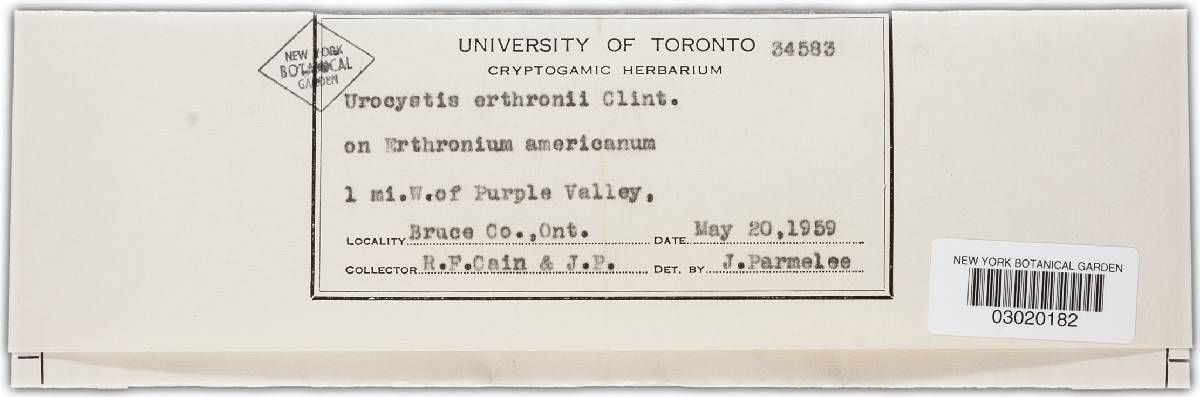 NEW YORK
BOTANICAL
GARDEN
UNIVERSITY OF TORONTO 34583
CRYPTOGAMIC HERBARIUM
Urocystis erthronii Clint.
on Erthronium americanum
1 mi.W.of Purple Valley,
LOCALITY Bruce Co.,Ont. DATE May 20,1959
COLLECTOR R.F.Cain & J.P. DET. BY J.Parmelee
NEW YORK BOTANICAL GARDEN
03020182